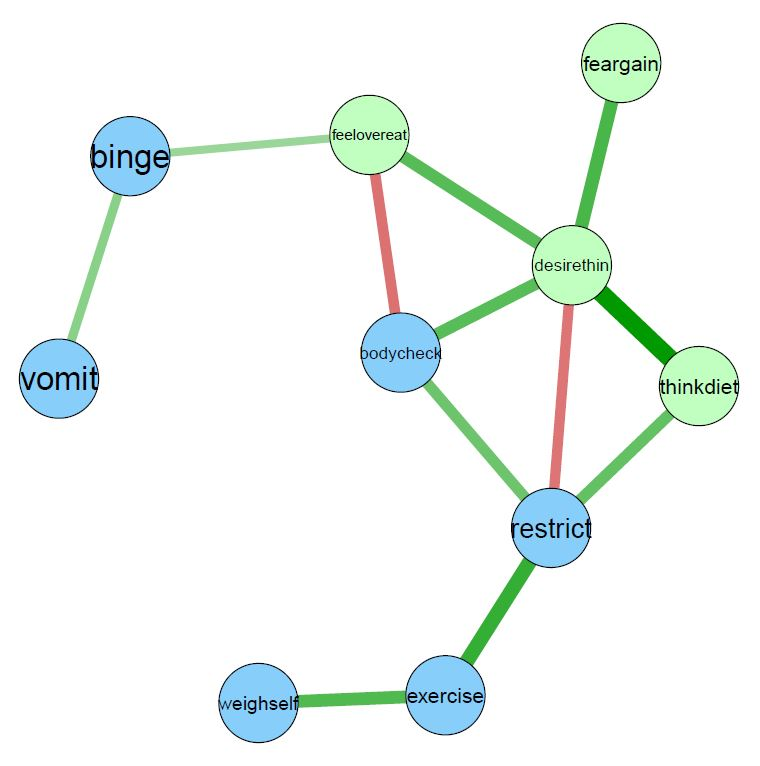 feargain
feelovereat
binge
desirethin
bodycheck
vomit
thinkdiet
restrict
exercise
weighself